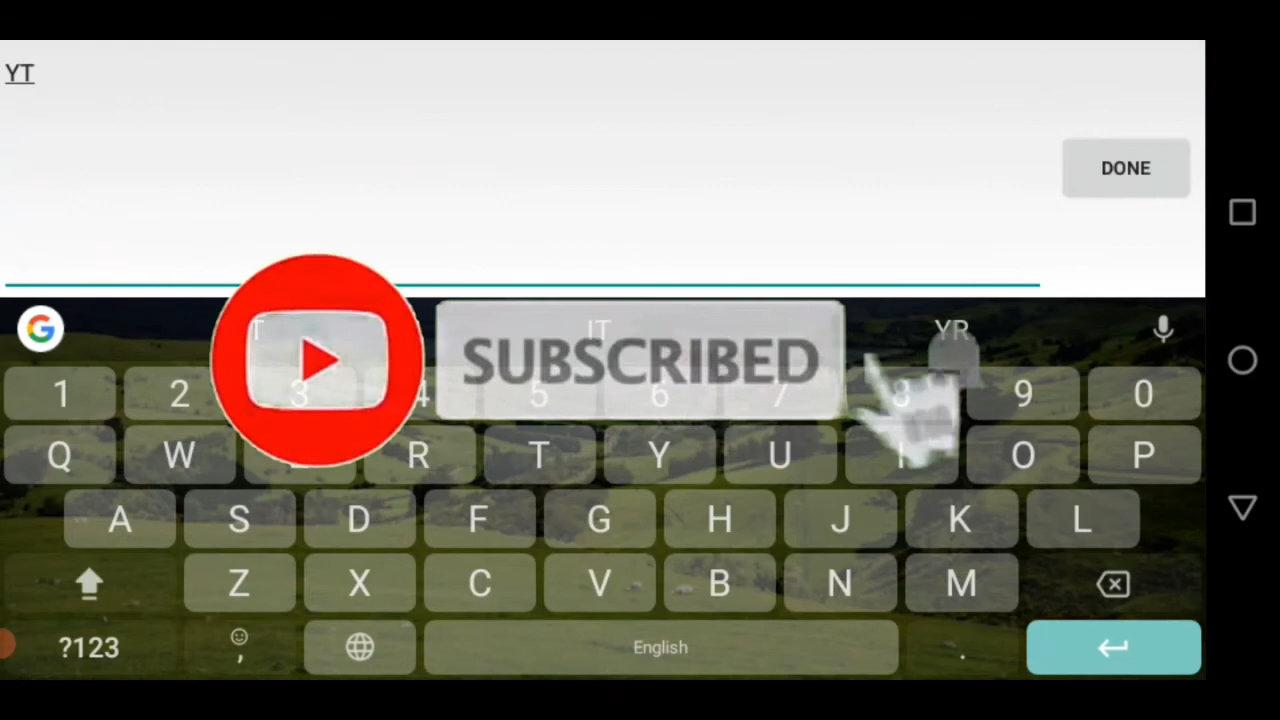 YT
DONE
T IT YR
SUBSCRIBED
1 2 3 4 5 6 7 8 9 0
Q W R T Y U I O P
A S D F G H J K L
Z X C V B N M
?123 , English .